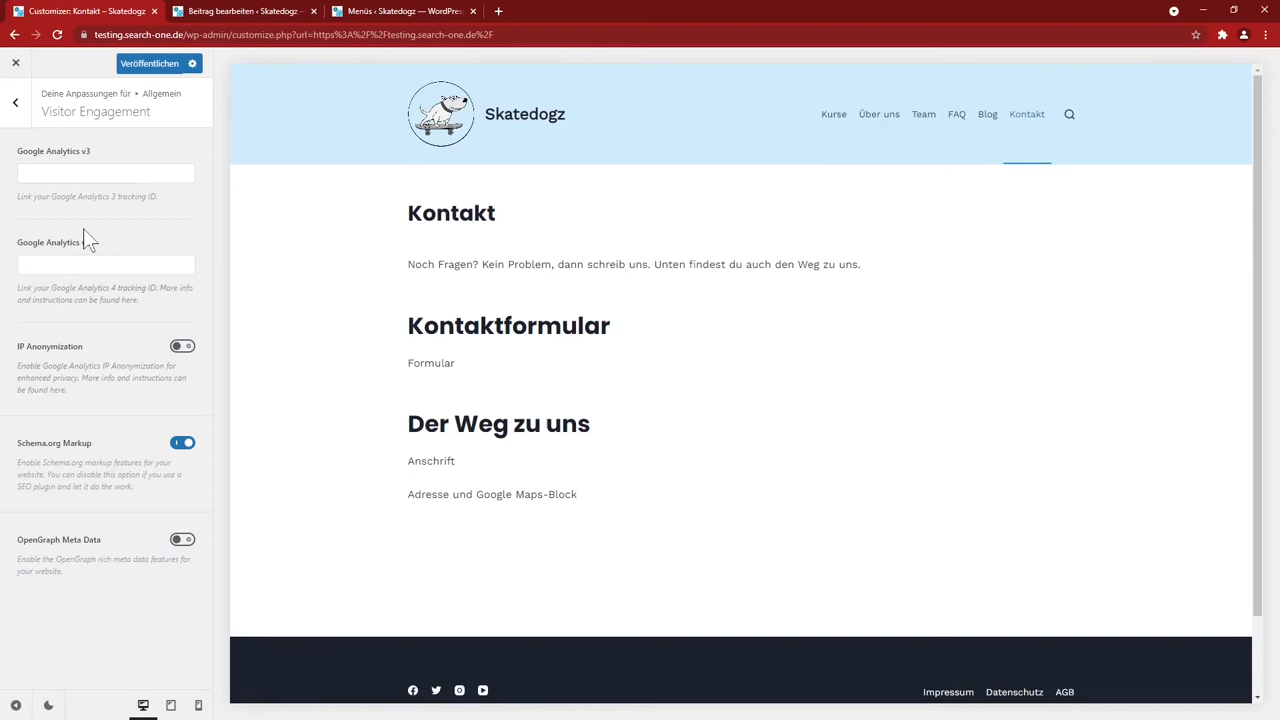 Customizer: Kontakt – Skatedogz
Beitrag bearbeiten ‹ Skatedogz —
Menüs ‹ Skatedogz — WordPres
testing.search-one.de/wp-admin/customize.php?url=https%3A%2F%2Ftesting.search-one.de%2F
Veröffentlichen
Deine Anpassungen für ▸ Allgemein
Visitor Engagement
Google Analytics v3
Link your Google Analytics 3 tracking ID.
Google Analytics
Link your Google Analytics 4 tracking ID. More info
and instructions can be found here.
IP Anonymization
Enable Google Analytics IP Anonymization for
enhanced privacy. More info and instructions can
be found here.
Schema.org Markup
Enable Schema.org markup features for your
website. You can disable this option if you use a
SEO plugin and let it do the work.
OpenGraph Meta Data
Enable the OpenGraph rich meta data features for
your website.
Skatedogz
Kurse Über uns Team FAQ Blog Kontakt
Kontakt
Noch Fragen? Kein Problem, dann schreib uns. Unten findest du auch den Weg zu uns.
Kontaktformular
Formular
Der Weg zu uns
Anschrift
Adresse und Google Maps-Block
Impressum Datenschutz AGB